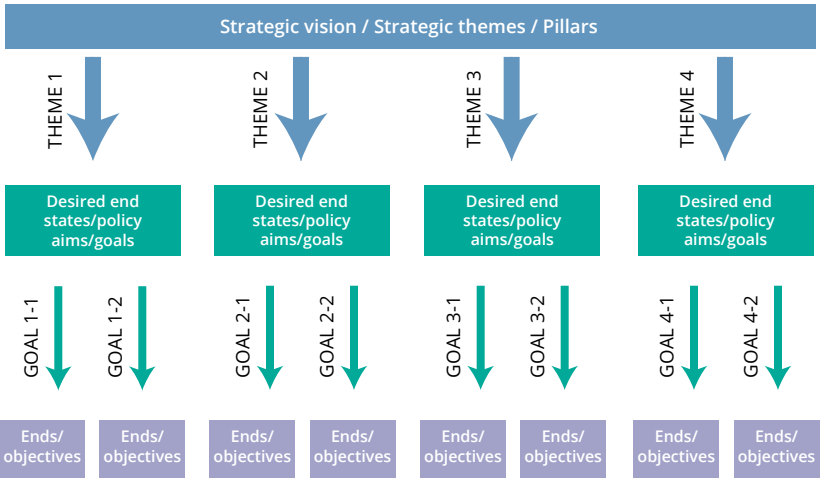 Strategic vision / Strategic themes / Pillars
THEME 1
THEME 2
THEME 3
THEME 4
Desired end
states/policy
aims/goals
Desired end
states/policy
aims/goals
Desired end
states/policy
aims/goals
Desired end
states/policy
aims/goals
GOAL 1-1
GOAL 1-2
GOAL 2-1
GOAL 2-2
GOAL 3-1
GOAL 3-2
GOAL 4-1
GOAL 4-2
Ends/
objectives
Ends/
objectives
Ends/
objectives
Ends/
objectives
Ends/
objectives
Ends/
objectives
Ends/
objectives
Ends/
objectives